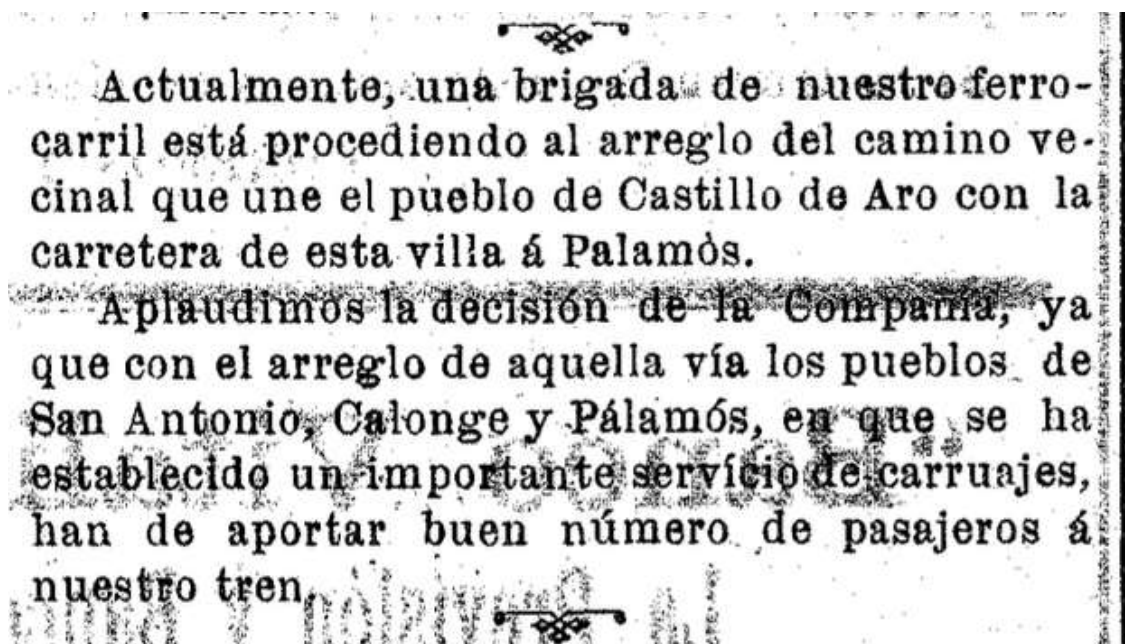 Actualmente, una brigada de nuestro ferro-
carril está procediendo al arreglo del camino ve-
cinal que une el pueblo de Castillo de Aro con la
carretera de esta villa á Palamòs.
Aplaudimos la decisión de la Compañía, ya
que con el arreglo de aquella vía los pueblos de
San Antonio, Calonge y Pálamós, en que se ha
establecido un importante servício de carruajes,
han de aportar buen número de pasajeros á
nuestro tren.